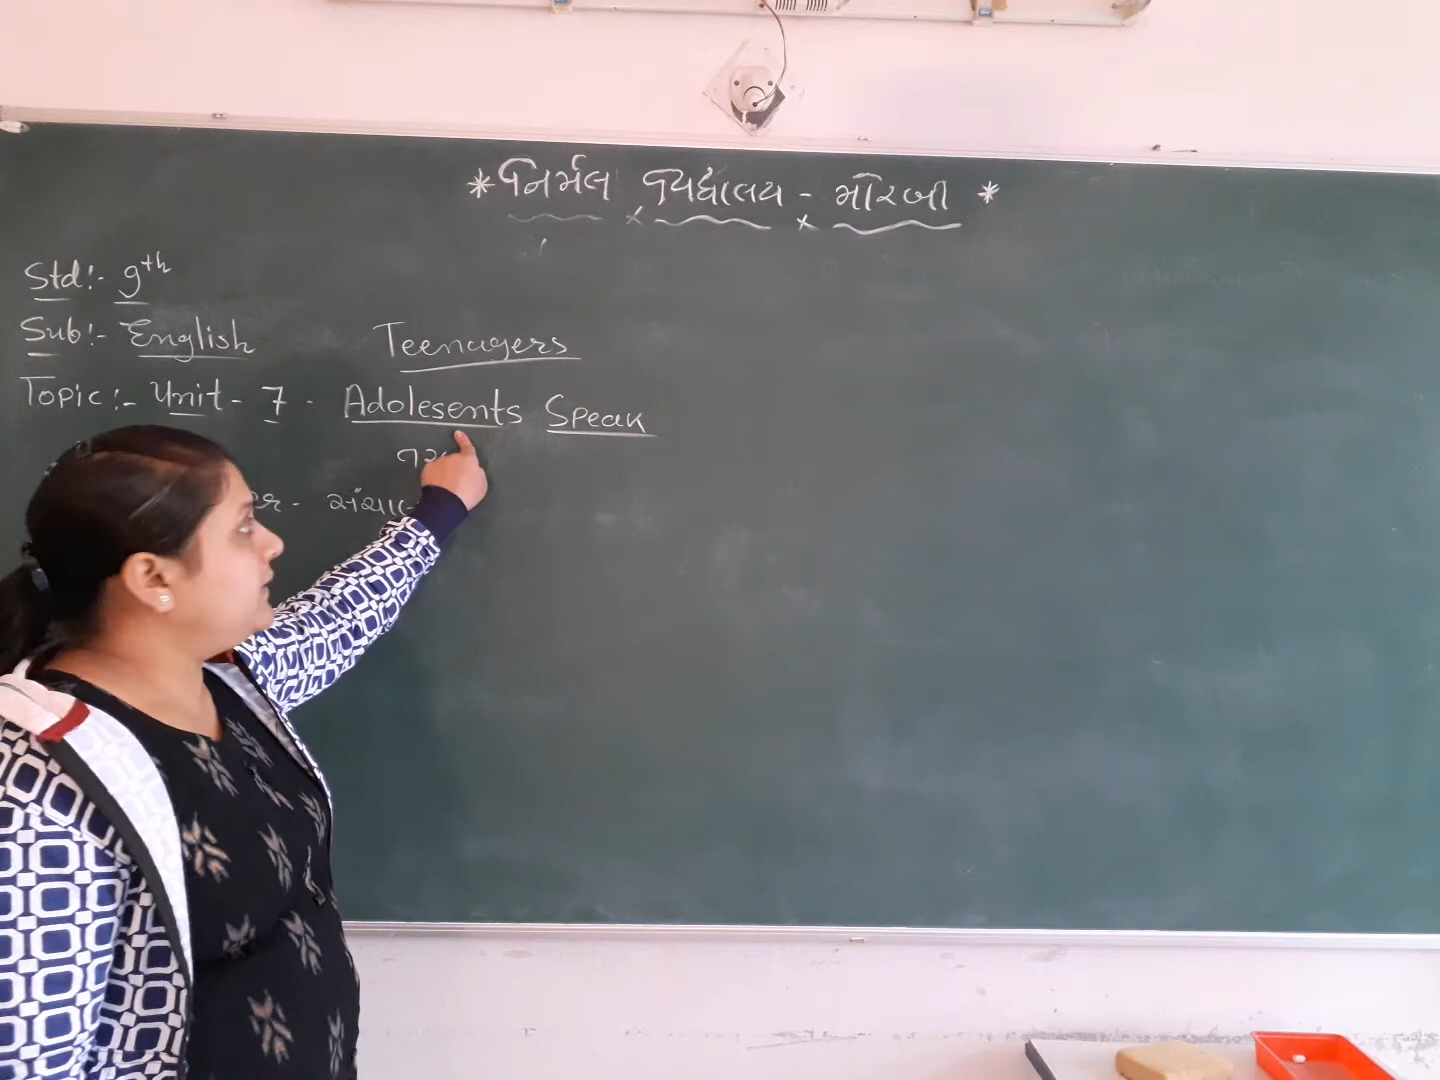 * નિર્મલ વિદ્યાલય - મોરબી *
Std:- 9th
Sub:- English
Teenagers
Topic:- Unit - 7 - Adolesents Speak